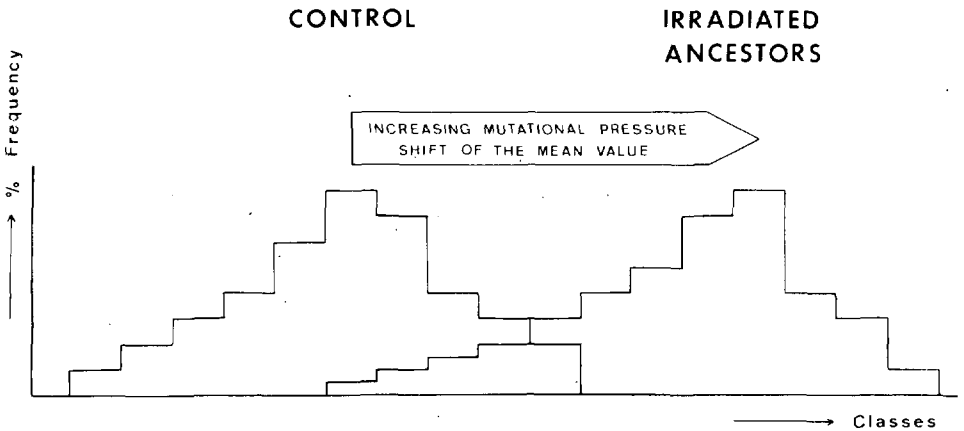 CONTROL
IRRADIATED
ANCESTORS
INCREASING MUTATIONAL PRESSURE
SHIFT OF THE MEAN VALUE
% Frequency
Classes